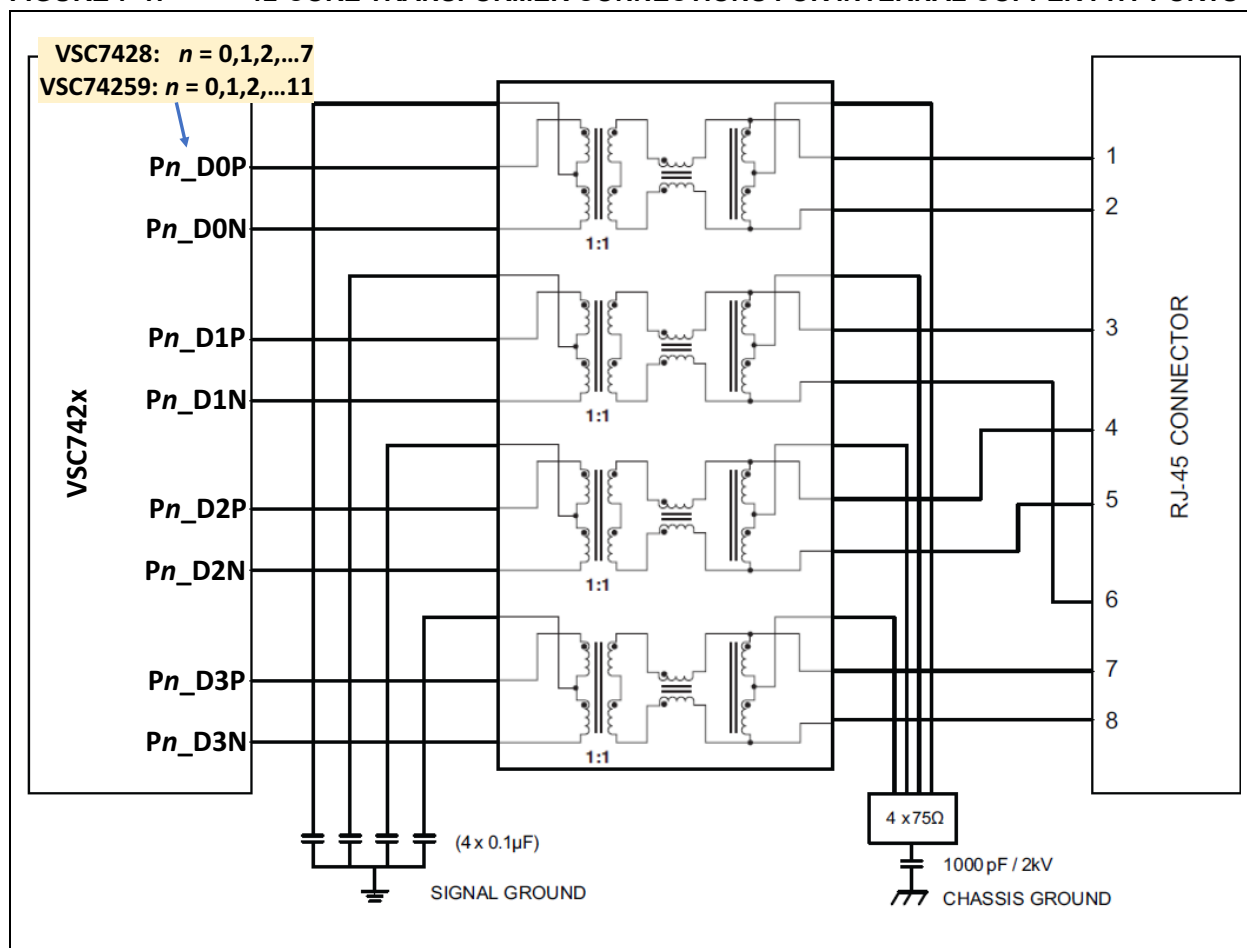 VSC7428: n = 0,1,2,...7
VSC74259: n = 0,1,2,...11
Pn_D0P
Pn_D0N
Pn_D1P
Pn_D1N
Pn_D2P
Pn_D2N
Pn_D3P
Pn_D3N
VSC742x
1:1
1:1
1:1
1:1
1
2
3
4
5
6
7
8
RJ-45 CONNECTOR
(4 x 0.1µF)
SIGNAL GROUND
4 x75Ω
1000 pF / 2kV
CHASSIS GROUND